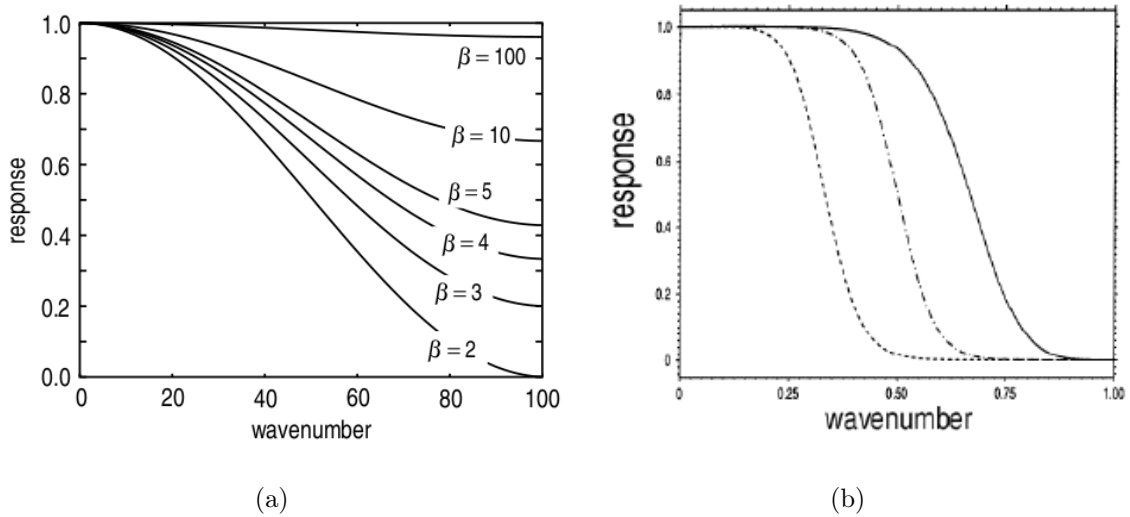 1.0
0.8
0.6
0.4
0.2
0.0
response
β = 100
β = 10
β = 5
β = 4
β = 3
β = 2
0 20 40 60 80 100
wavenumber
(a)
1.0
0.8
0.6
0.4
0.2
0
response
0 0.25 0.50 0.75 1.00
wavenumber
(b)